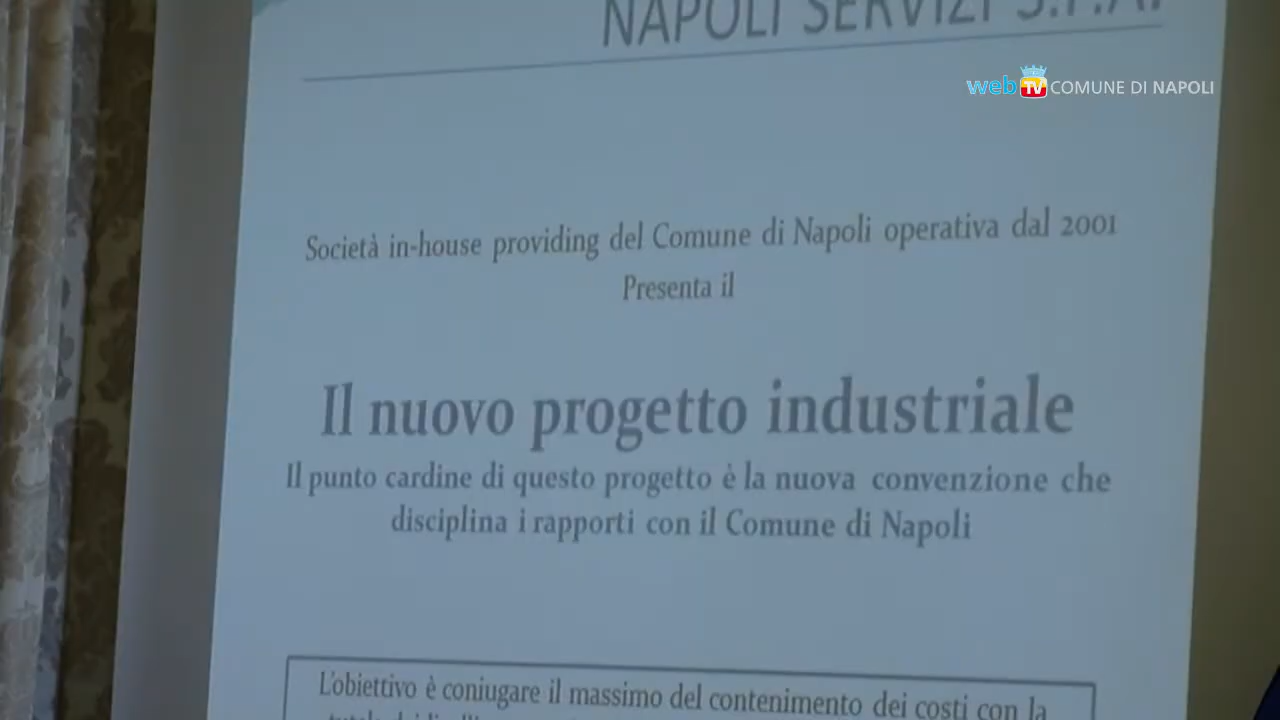 NAPOLI SERVIZI S.P.A.
web TV COMUNE DI NAPOLI
Società in-house providing del Comune di Napoli operativa dal 2001
Presenta il
Il nuovo progetto industriale
Il punto cardine di questo progetto è la nuova convenzione che
disciplina i rapporti con il Comune di Napoli
L'obiettivo è coniugare il massimo del contenimento dei costi con la